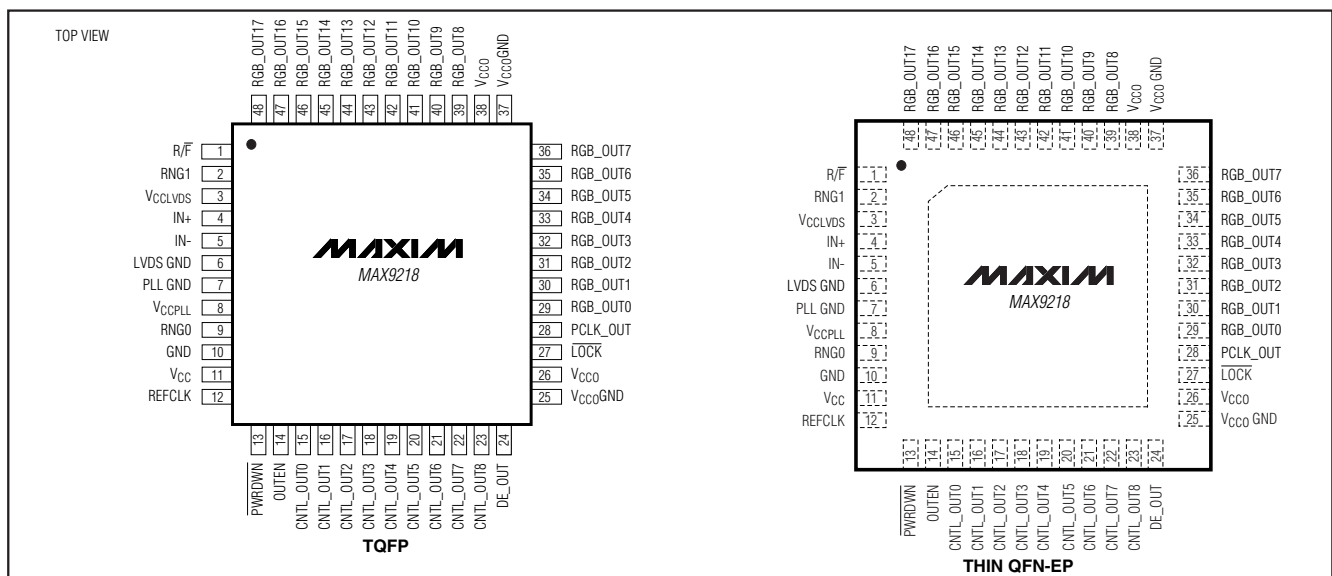 TOP VIEW
RGB_OUT17
RGB_OUT16
RGB_OUT15
RGB_OUT14
RGB_OUT13
RGB_OUT12
RGB_OUT11
RGB_OUT10
RGB_OUT9
RGB_OUT8
VCCO
VCCOGND
48
47
46
45
44
43
42
41
40
39
38
37
R/F̅ 1
RNG1 2
VCCLVDS 3
IN+ 4
IN- 5
LVDS GND 6
PLL GND 7
VCCPLL 8
RNG0 9
GND 10
VCC 11
REFCLK 12
MAXIM
MAX9218
36 RGB_OUT7
35 RGB_OUT6
34 RGB_OUT5
33 RGB_OUT4
32 RGB_OUT3
31 RGB_OUT2
30 RGB_OUT1
29 RGB_OUT0
28 PCLK_OUT
27 L̅O̅C̅K̅
26 VCCO
25 VCCOGND
13
14
15
16
17
18
19
20
21
22
23
24
P̅W̅R̅D̅W̅N̅
OUTEN
CNTL_OUT0
CNTL_OUT1
CNTL_OUT2
CNTL_OUT3
CNTL_OUT4
CNTL_OUT5
CNTL_OUT6
CNTL_OUT7
CNTL_OUT8
DE_OUT
TQFP
RGB_OUT17
RGB_OUT16
RGB_OUT15
RGB_OUT14
RGB_OUT13
RGB_OUT12
RGB_OUT11
RGB_OUT10
RGB_OUT9
RGB_OUT8
VCCO
VCCO GND
48
47
46
45
44
43
42
41
40
39
38
37
R/F̅ 1
RNG1 2
VCCLVDS 3
IN+ 4
IN- 5
LVDS GND 6
PLL GND 7
VCCPLL 8
RNG0 9
GND 10
VCC 11
REFCLK 12
MAXIM
MAX9218
36 RGB_OUT7
35 RGB_OUT6
34 RGB_OUT5
33 RGB_OUT4
32 RGB_OUT3
31 RGB_OUT2
30 RGB_OUT1
29 RGB_OUT0
28 PCLK_OUT
27 L̅O̅C̅K̅
26 VCCO
25 VCCO GND
13
14
15
16
17
18
19
20
21
22
23
24
P̅W̅R̅D̅W̅N̅
OUTEN
CNTL_OUT0
CNTL_OUT1
CNTL_OUT2
CNTL_OUT3
CNTL_OUT4
CNTL_OUT5
CNTL_OUT6
CNTL_OUT7
CNTL_OUT8
DE_OUT
THIN QFN-EP